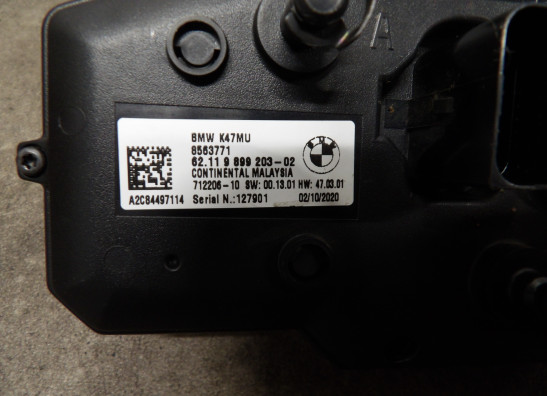 A
BMW K47MU
8563771
62.11 9 899 203-02
CONTINENTAL MALAYSIA
712206-10 SW: 00.13.01 HW: 47.03.01
A2C84497114 Serial N.:127901 02/10/2020
BMW